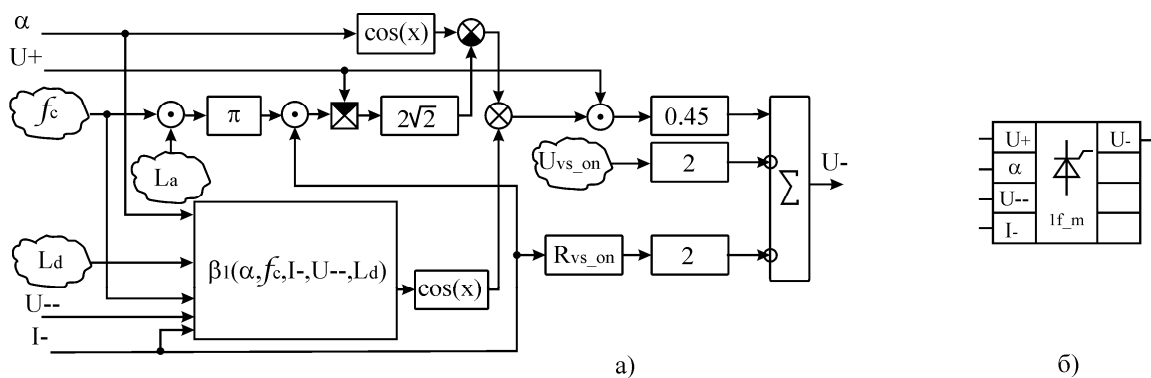 α
cos(x)
U+
fc
π
2√2
0.45
La
Uvs_on
2
U-
Σ
Ld
β1(α,fc,I-,U--,Ld)
cos(x)
Rvs_on
2
U--
I-
а)
U+
U-
α
U--
I-
1f_m
б)